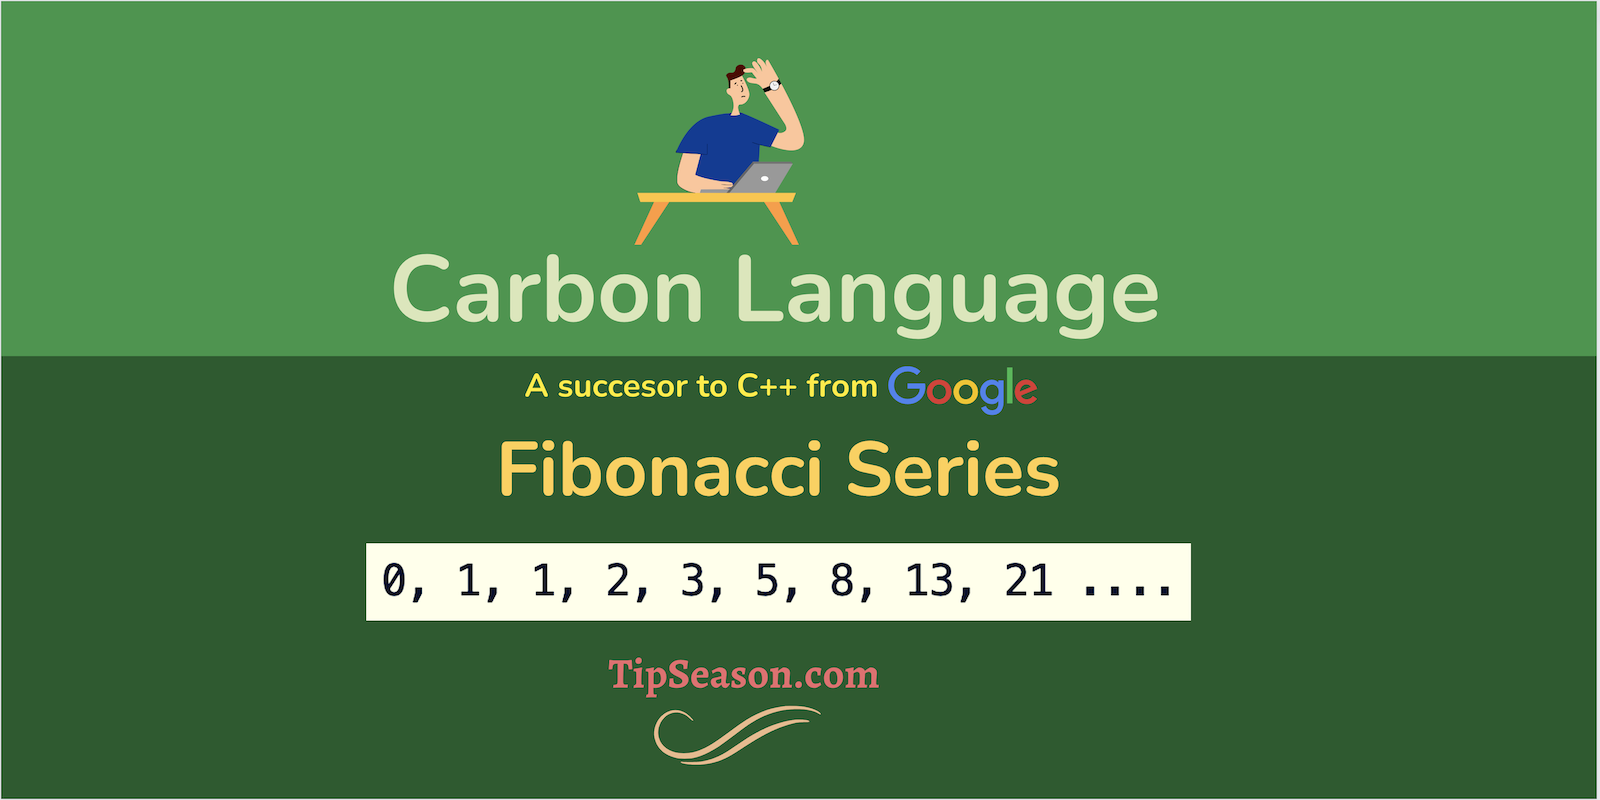 Carbon Language
A succesor to C++ from Google
Fibonacci Series
0, 1, 1, 2, 3, 5, 8, 13, 21 ....
TipSeason.com